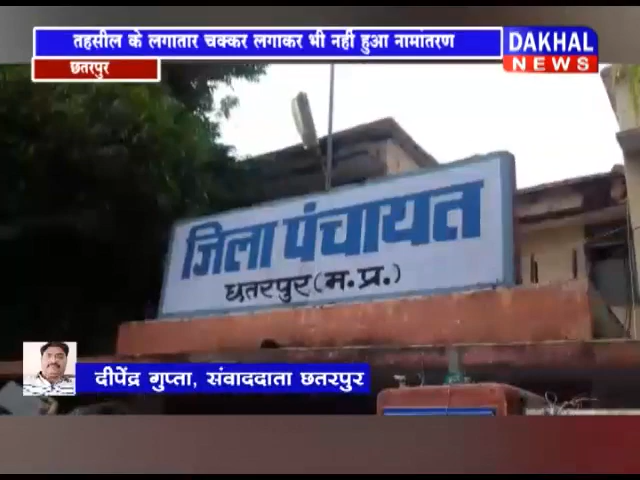 तहसील के लगातार चक्कर लगाकर भी नही हुआ नामांतरण
DAKHAL
NEWS
छतरपुर
जिला पंचायत
छतरपुर (म.प्र.)
दीपेंद्र गुप्ता, संवाददाता छतरपुर